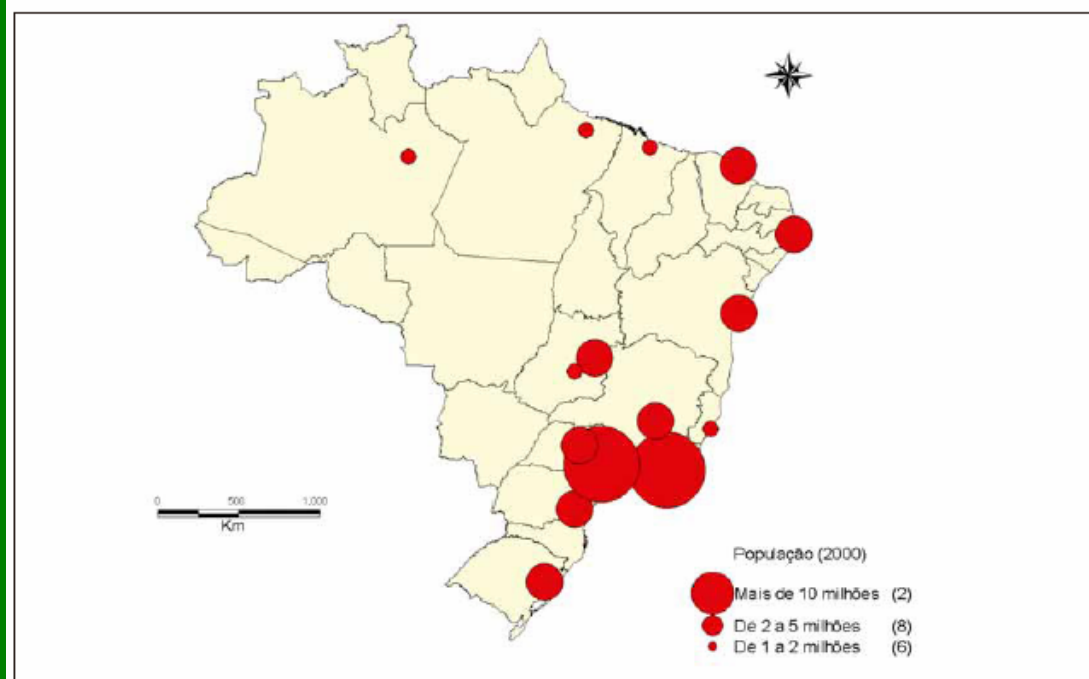 0 500 1,000
Km
População (2000)
Mais de 10 milhões (2)
De 2 a 5 milhões (8)
De 1 a 2 milhões (6)